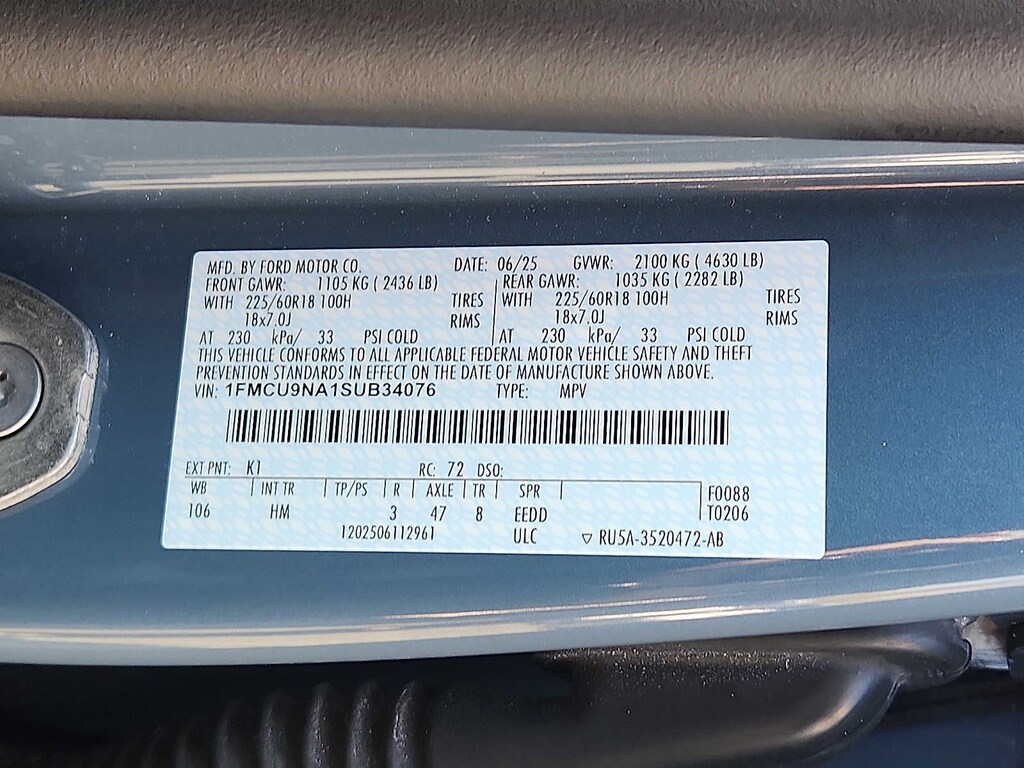 MFD. BY FORD MOTOR CO. DATE: 06/25 GVWR: 2100 KG ( 4630 LB)
FRONT GAWR: 1105 KG ( 2436 LB) REAR GAWR: 1035 KG ( 2282 LB)
WITH 225/60R18 100H TIRES WITH 225/60R18 100H TIRES
18x7.0J RIMS 18x7.0J RIMS
AT 230 kPa/ 33 PSI COLD AT 230 kPa/ 33 PSI COLD
THIS VEHICLE CONFORMS TO ALL APPLICABLE FEDERAL MOTOR VEHICLE SAFETY AND THEFT
PREVENTION STANDARDS IN EFFECT ON THE DATE OF MANUFACTURE SHOWN ABOVE.
VIN: 1FMCU9NA1SUB34076 TYPE: MPV
EXT PNT: K1 RC: 72 DSO:
WB INT TR TP/PS R AXLE TR SPR F0088
106 HM 3 47 8 EEDD T0206
1202506112961 ULC ▽ RU5A-3520472-AB